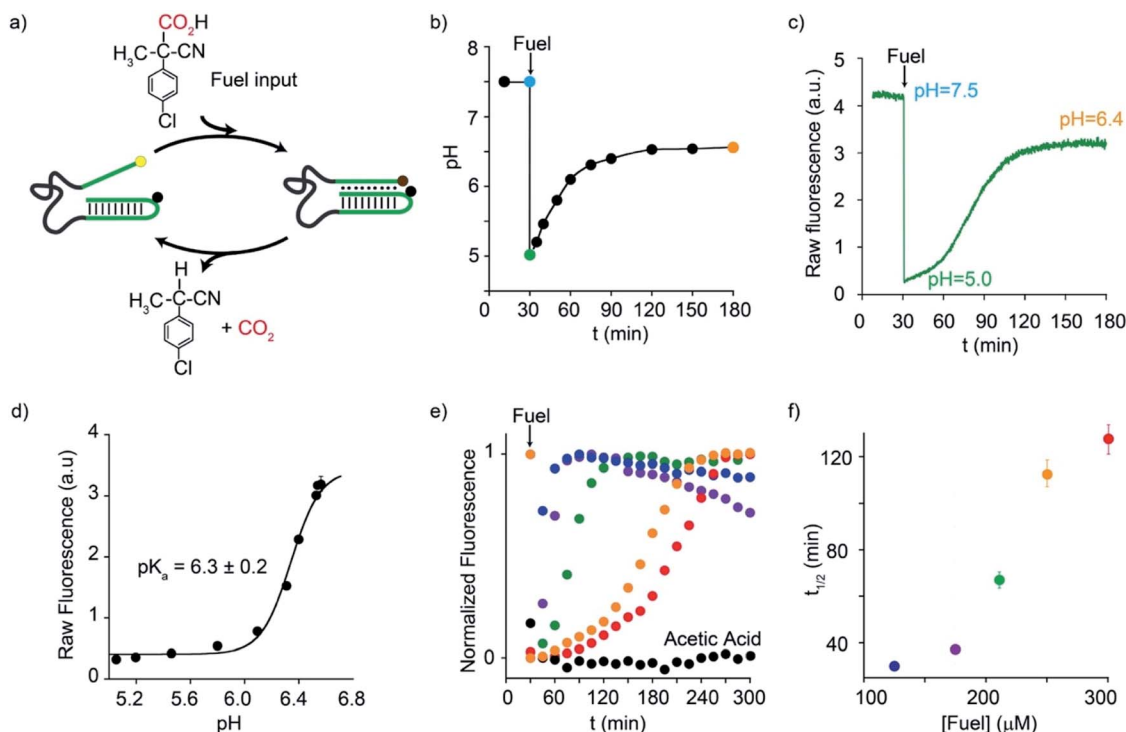 a)
CO₂H
H₃C-C-CN
Fuel input
Cl
H
H₃C-C-CN
+ CO₂
Cl
b)
Fuel
8
7
6
5
pH
0 30 60 90 120 150 180
t (min)
c)
Fuel
5
4
3
2
1
0
Raw fluorescence (a.u.)
pH=7.5
pH=6.4
pH=5.0
0 30 60 90 120 150 180
t (min)
d)
4
3
2
1
0
Raw Fluorescence (a.u)
pKₐ = 6.3 ± 0.2
5.2 5.6 6.0 6.4 6.8
pH
e)
Fuel
1
0
Normalized Fluorescence
Acetic Acid
0 60 120 180 240 300
t (min)
f)
120
80
40
t₁/₂ (min)
100 200 300
[Fuel] (μM)